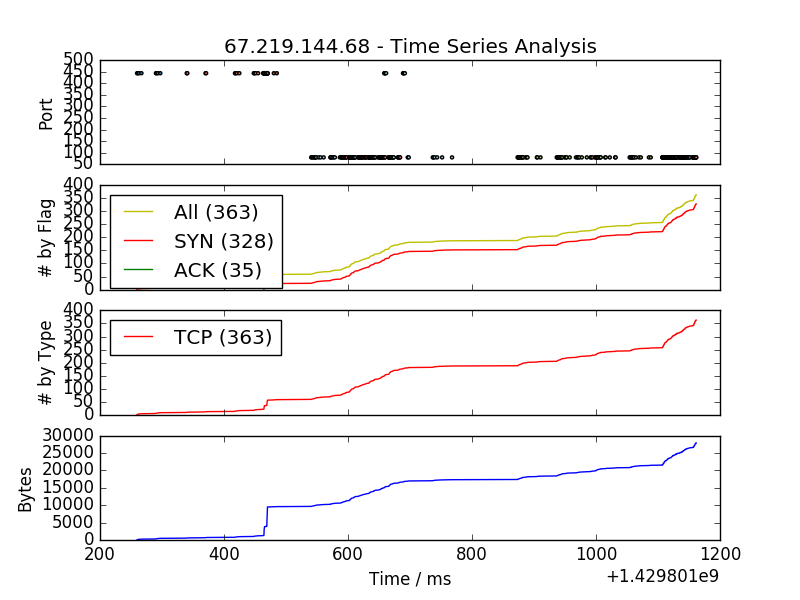 67.219.144.68 - Time Series Analysis
500
450
400
350
300
250
200
150
100
50
Port
400
350
300
250
200
150
100
50
0
# by Flag
All (363)
SYN (328)
ACK (35)
400
350
300
250
200
150
100
50
0
# by Type
TCP (363)
30000
25000
20000
15000
10000
5000
0
Bytes
200 400 600 800 1000 1200
Time / ms
+1.429801e9